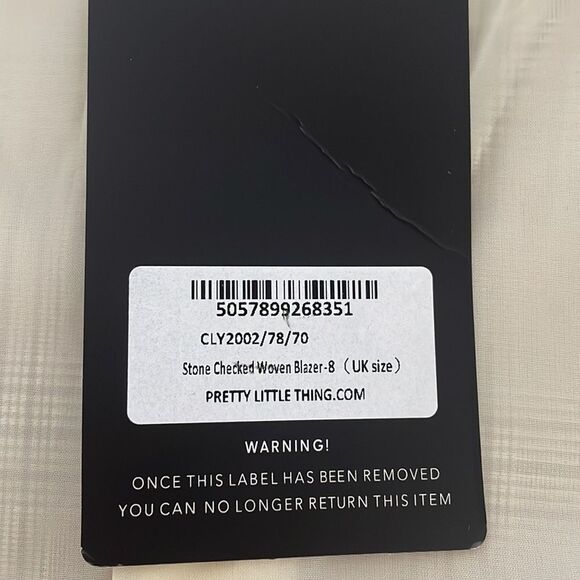 5057899268351
CLY2002/78/70
Stone Checked Woven Blazer-8（UK size）
PRETTY LITTLE THING.COM
WARNING!
ONCE THIS LABEL HAS BEEN REMOVED
YOU CAN NO LONGER RETURN THIS ITEM